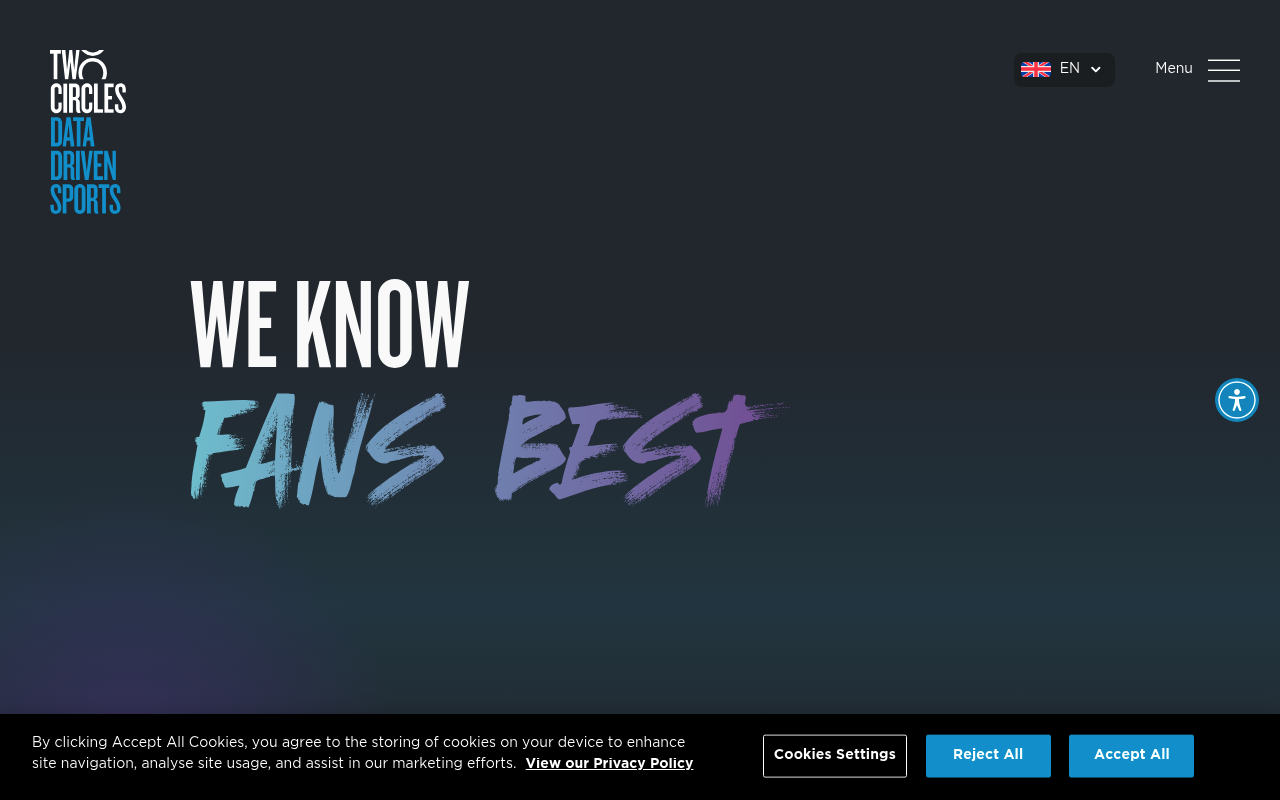 TWO
CIRCLES
DATA
DRIVEN
SPORTS
EN
Menu
WE KNOW
FANS BEST
By clicking Accept All Cookies, you agree to the storing of cookies on your device to enhance
site navigation, analyse site usage, and assist in our marketing efforts. View our Privacy Policy
Cookies Settings
Reject All
Accept All